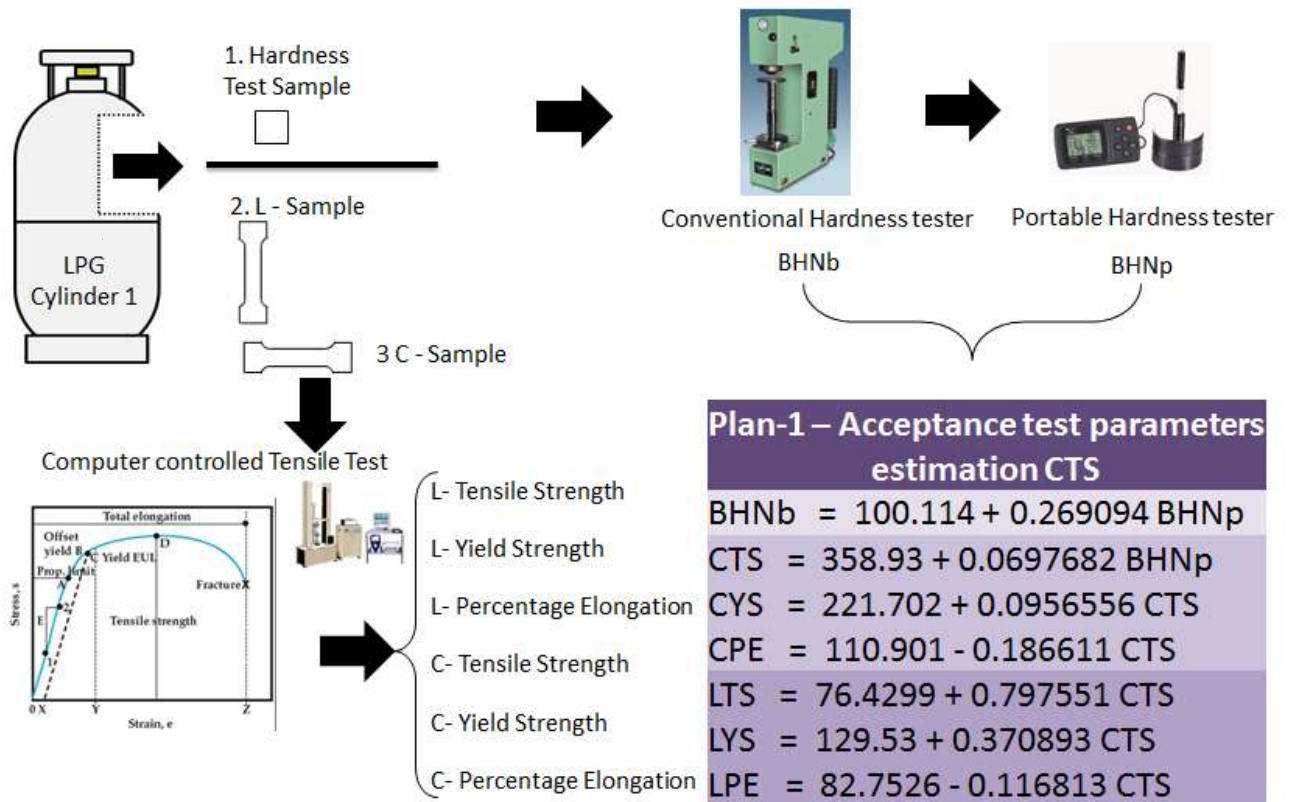 1. Hardness
Test Sample
2. L - Sample
LPG
Cylinder 1
3 C - Sample
Conventional Hardness tester
Portable Hardness tester
BHNb
BHNp
Computer controlled Tensile Test
Total elongation
Offset
yield B
C Yield EUL
D
Prop. limit
A
Fracture
Stress, s
2
E
Tensile strength
1
0 X
Y
Z
Strain, e
L- Tensile Strength
L- Yield Strength
L- Percentage Elongation
C- Tensile Strength
C- Yield Strength
C- Percentage Elongation
Plan-1 – Acceptance test parameters
estimation CTS
BHNb = 100.114 + 0.269094 BHNp
CTS = 358.93 + 0.0697682 BHNp
CYS = 221.702 + 0.0956556 CTS
CPE = 110.901 - 0.186611 CTS
LTS = 76.4299 + 0.797551 CTS
LYS = 129.53 + 0.370893 CTS
LPE = 82.7526 - 0.116813 CTS